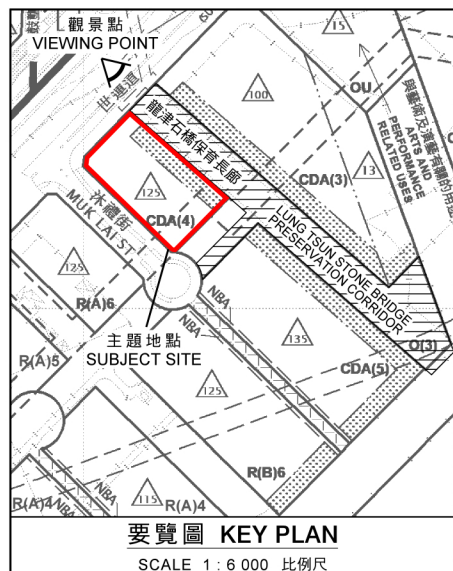 觀景點
VIEWING POINT
世運道
15
100
OU
與藝術及演藝有關的用途
ARTS AND
PERFORMANCE
RELATED USES
龍津石橋保育長廊
13
CDA(3)
125
CDA(4)
沐禮街
MUK LAI ST
LUNG TSUN STONE BRIDGE
PRESERVATION CORRIDOR
125
R(A)6
NBA
NBA
主題地點
SUBJECT SITE
135
O(3)
R(A)5
CDA(5)
125
NBA
R(B)6
NBA
R(A)4
115
R(A)4
NBA
要覽圖 KEY PLAN
SCALE 1 : 6 000 比例尺